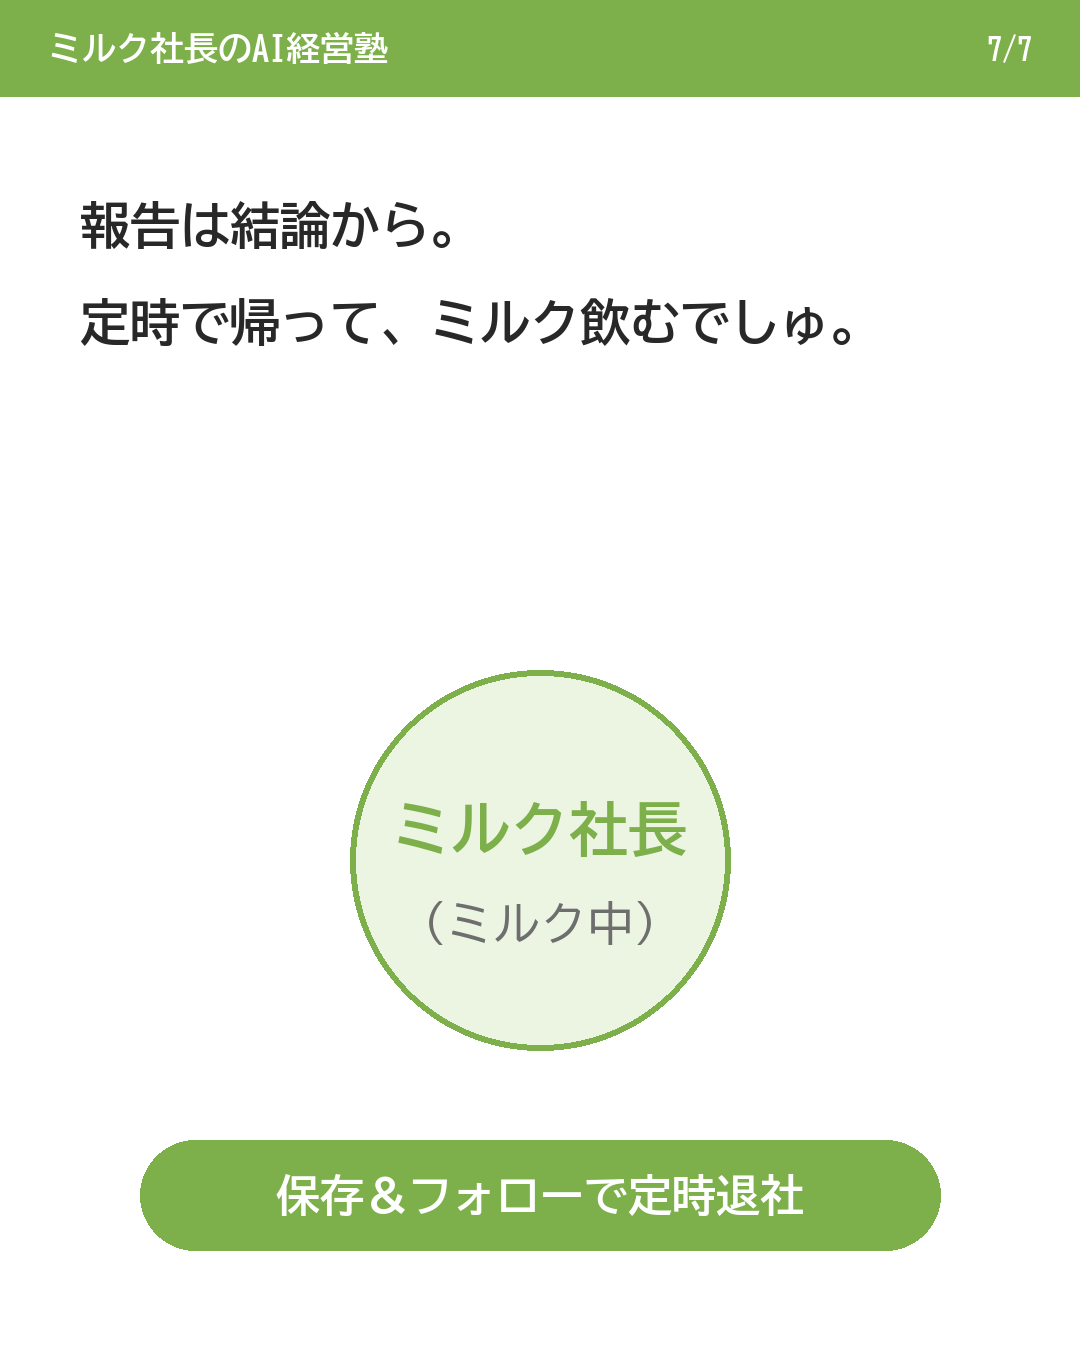 ミルク社長のAI経営塾
7/7
報告は結論から。
定時で帰って、ミルク飲むでしゅ。
ミルク社長
（ミルク中）
保存＆フォローで定時退社